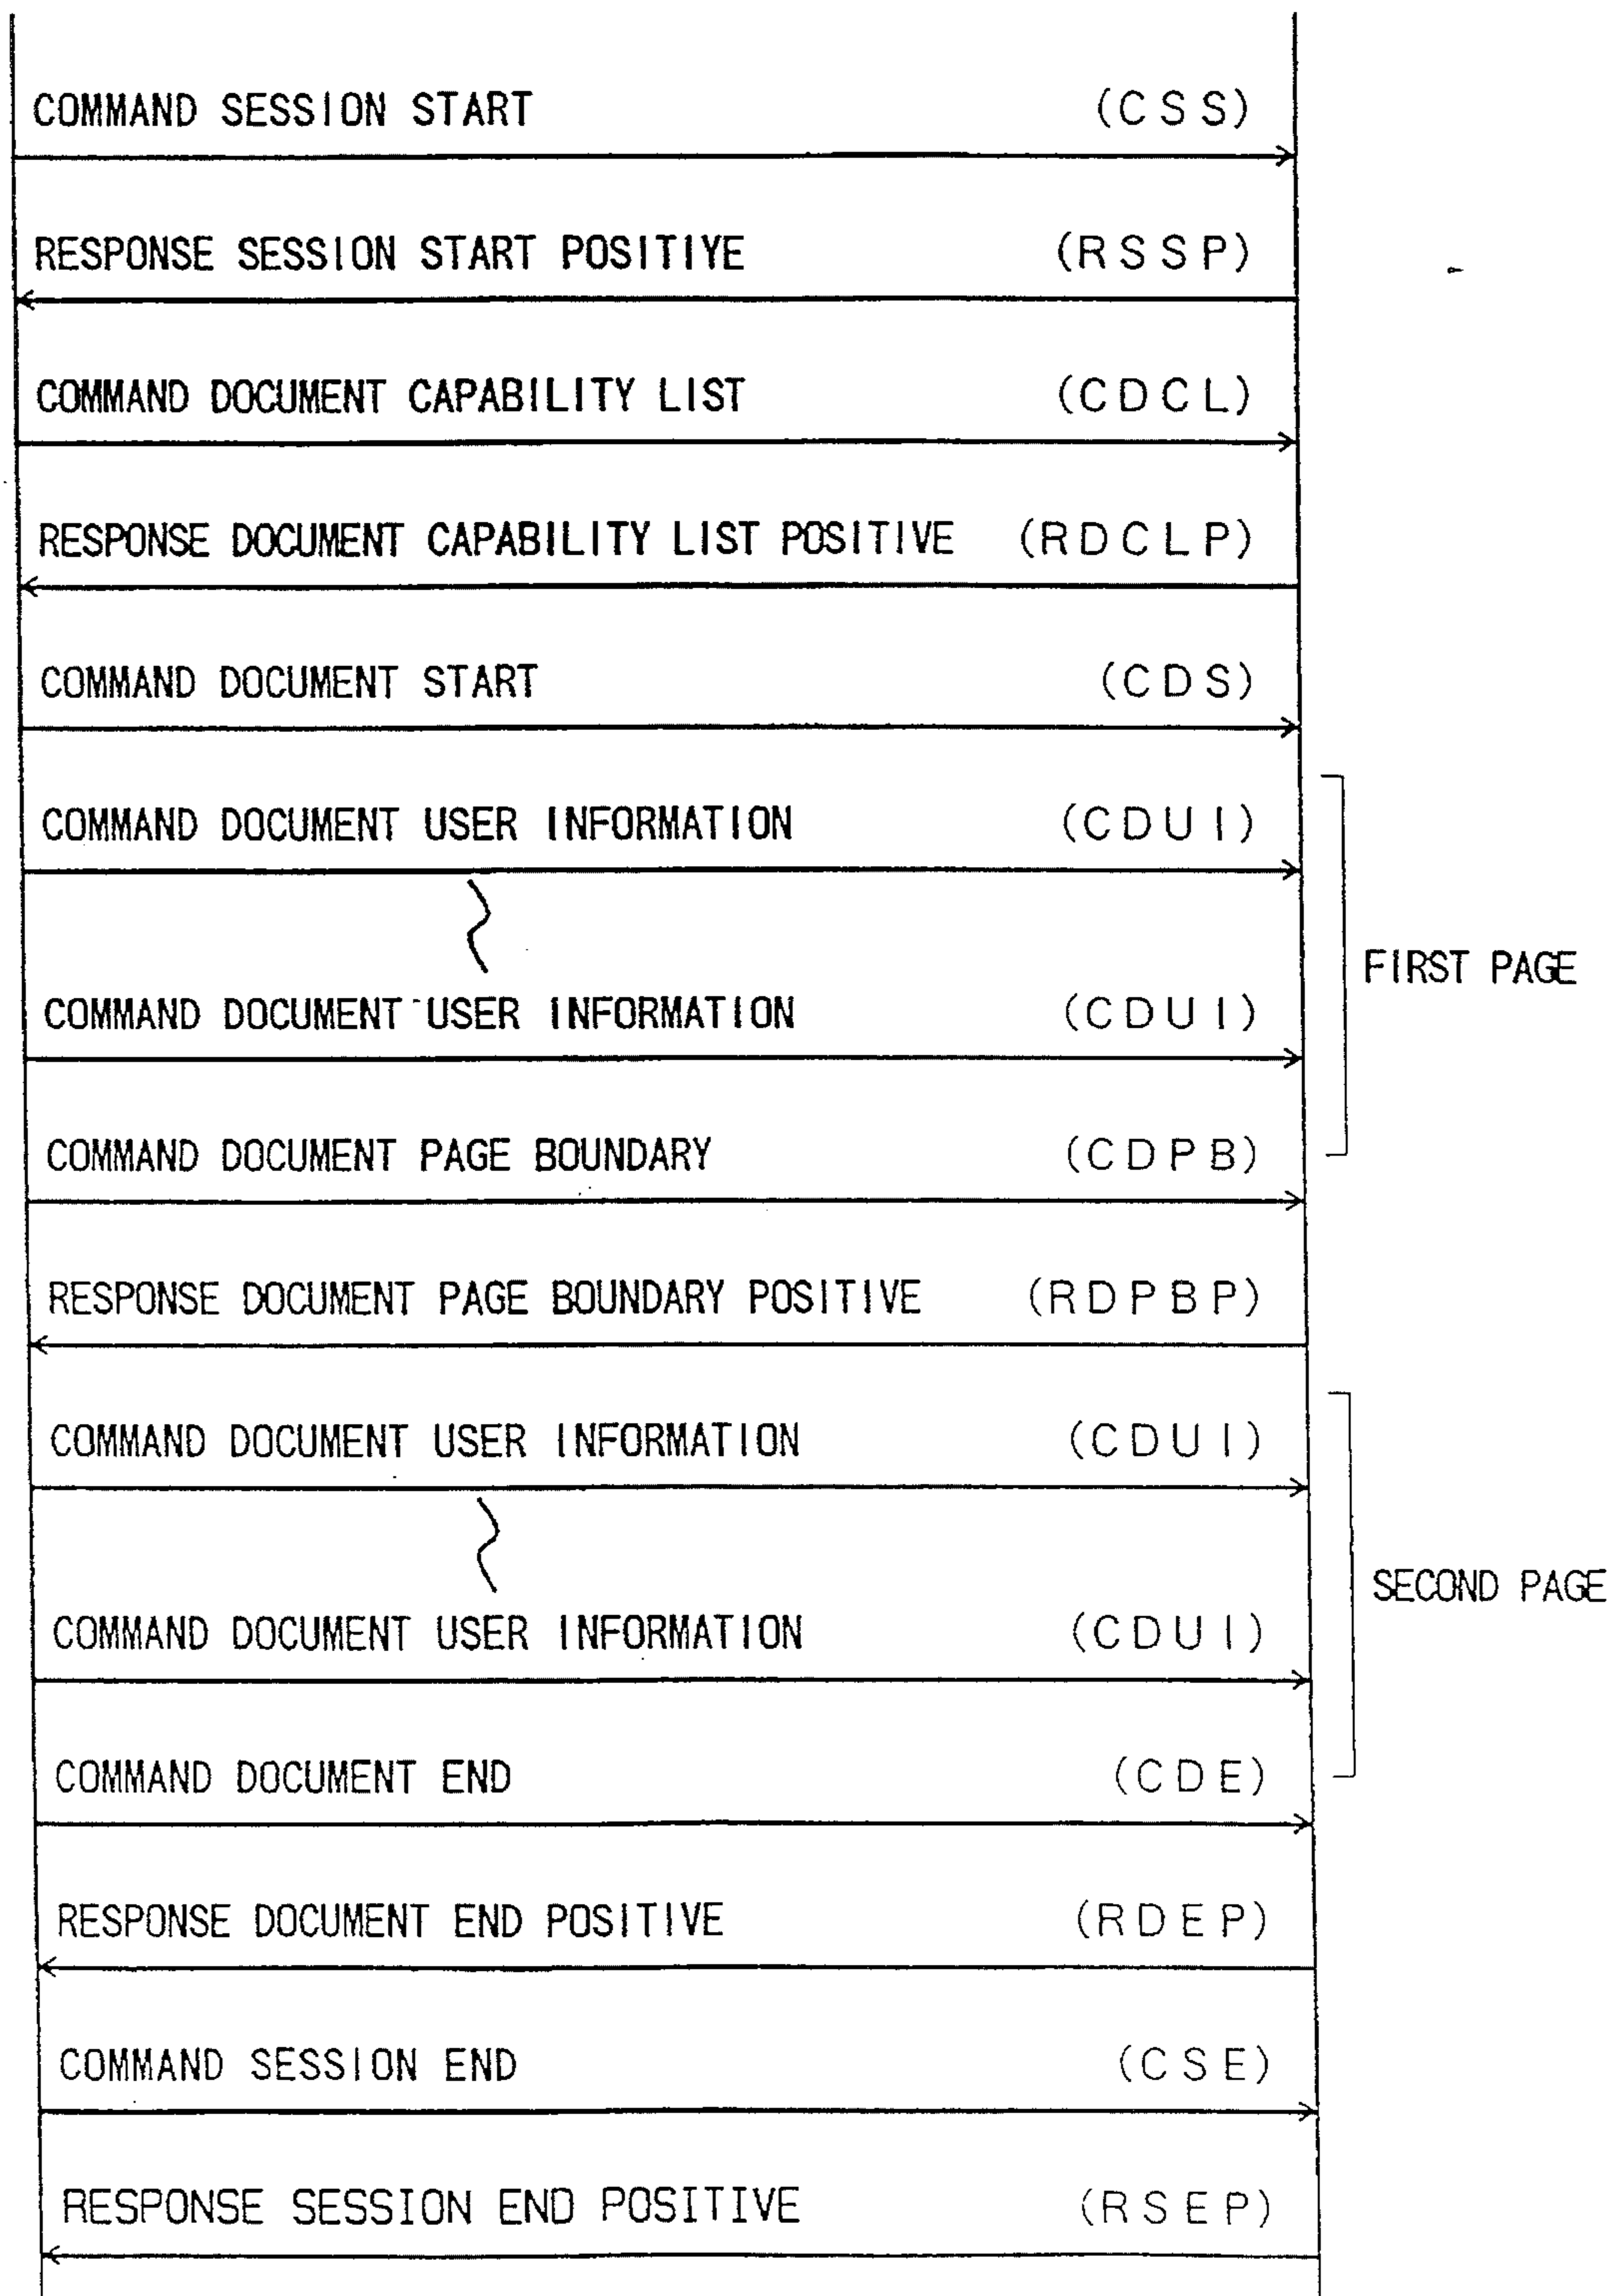 COMMAND SESSION START (CSS)
RESPONSE SESSION START POSITIYE (RSSP)
COMMAND DOCUMENT CAPABILITY LIST (CDCL)
RESPONSE DOCUMENT CAPABILITY LIST POSITIVE (RDCLP)
COMMAND DOCUMENT START (CDS)
COMMAND DOCUMENT USER INFORMATION (CDUI)
FIRST PAGE
COMMAND DOCUMENT USER INFORMATION (CDUI)
COMMAND DOCUMENT PAGE BOUNDARY (CDPB)
RESPONSE DOCUMENT PAGE BOUNDARY POSITIVE (RDPBP)
COMMAND DOCUMENT USER INFORMATION (CDUI)
SECOND PAGE
COMMAND DOCUMENT USER INFORMATION (CDUI)
COMMAND DOCUMENT END (CDE)
RESPONSE DOCUMENT END POSITIVE (RDEP)
COMMAND SESSION END (CSE)
RESPONSE SESSION END POSITIVE (RSEP)